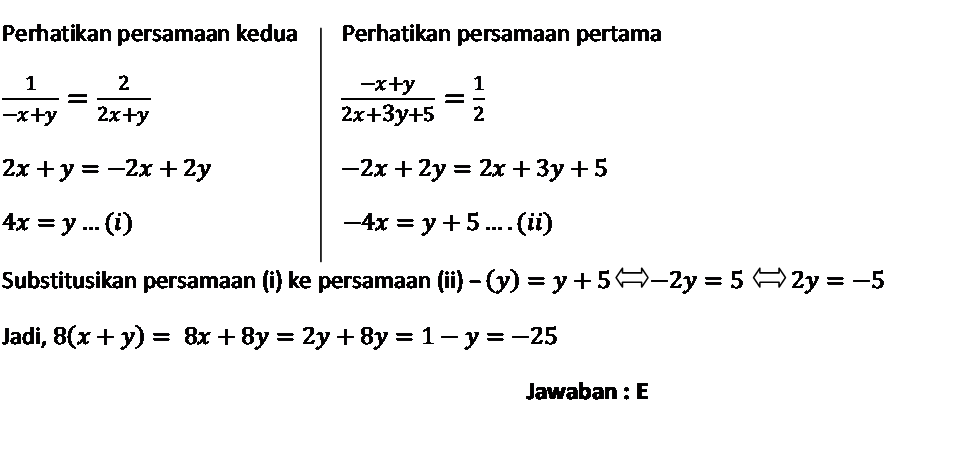 Perhatikan persamaan kedua
1/(−x+y) = 2/(2x+y)
2x + y = −2x + 2y
4x = y ... (i)
Perhatikan persamaan pertama
(−x+y)/(2x+3y+5) = 1/2
−2x + 2y = 2x + 3y + 5
−4x = y + 5 .... (ii)
Substitusikan persamaan (i) ke persamaan (ii) – (y) = y + 5 ⟺ −2y = 5 ⟺ 2y = −5
Jadi, 8(x + y) = 8x + 8y = 2y + 8y = 1 − y = −25
Jawaban : E